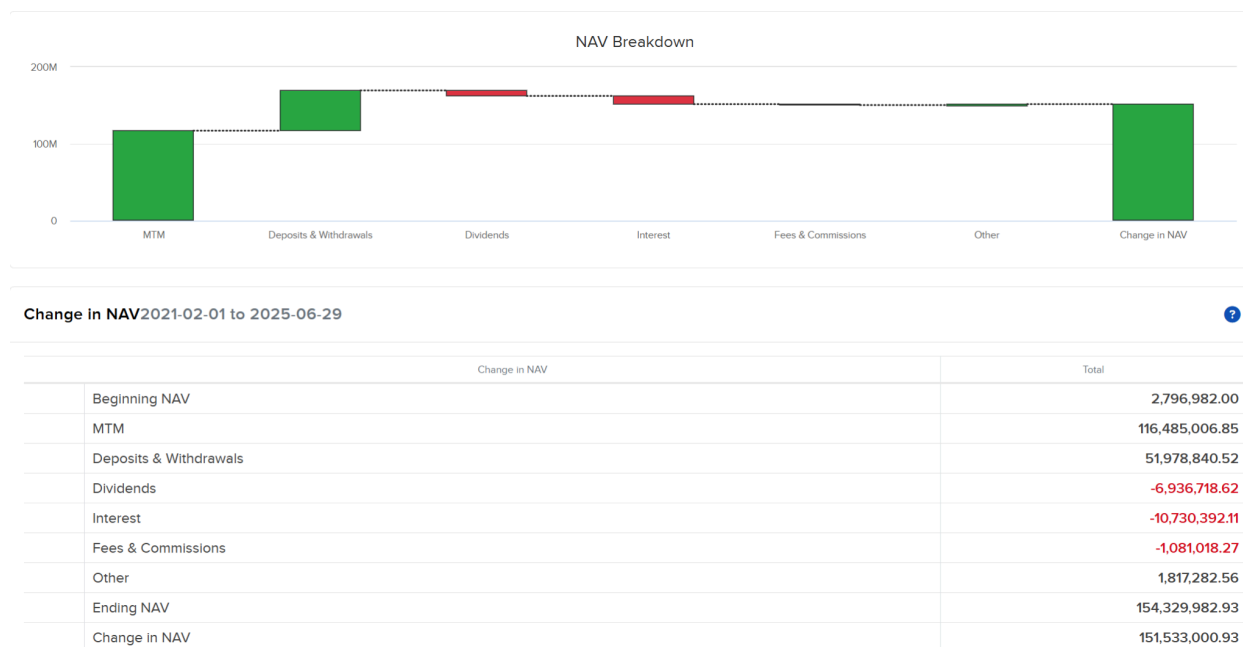 NAV Breakdown
200M
100M
0
MTM Deposits & Withdrawals Dividends Interest Fees & Commissions Other Change in NAV
Change in NAV2021-02-01 to 2025-06-29 ?
Change in NAV Total
Beginning NAV 2,796,982.00
MTM 116,485,006.85
Deposits & Withdrawals 51,978,840.52
Dividends -6,936,718.62
Interest -10,730,392.11
Fees & Commissions -1,081,018.27
Other 1,817,282.56
Ending NAV 154,329,982.93
Change in NAV 151,533,000.93